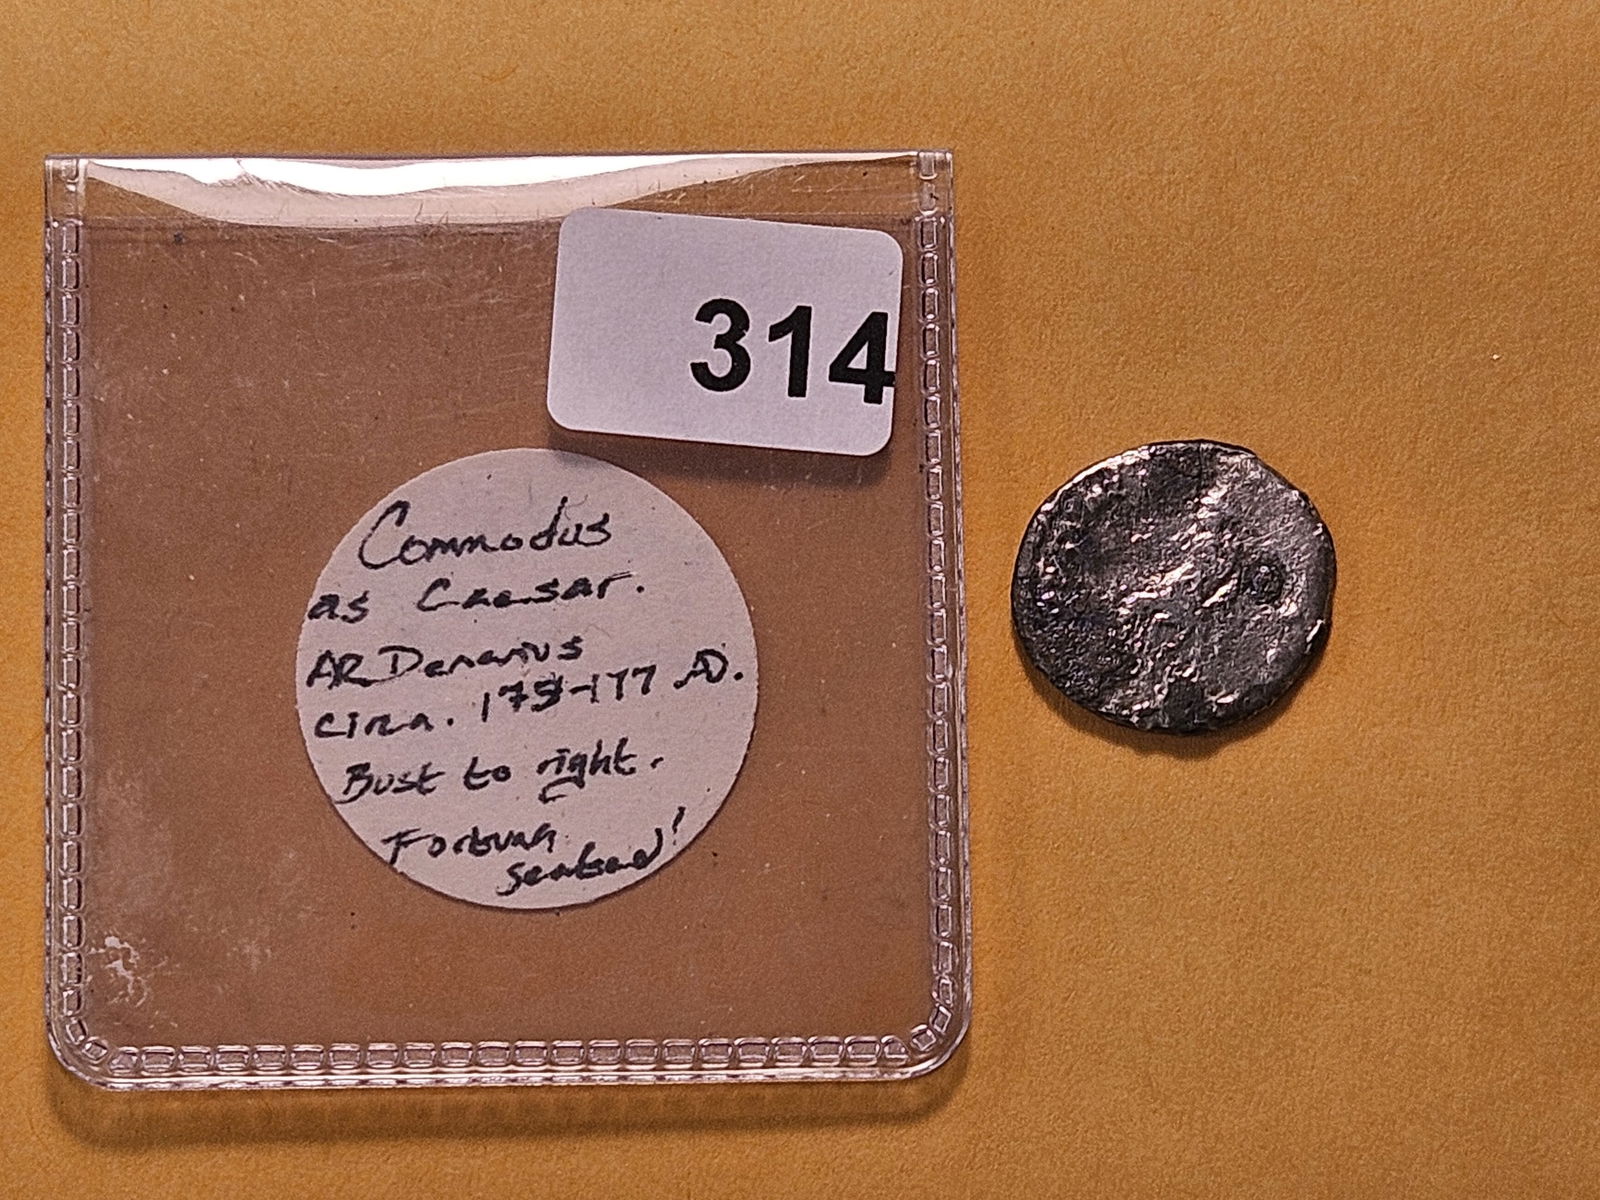 314
Commodus
as Caesar.
AR Denarius
circa. 175-177 AD.
Bust to right.
Fortuna
seated!